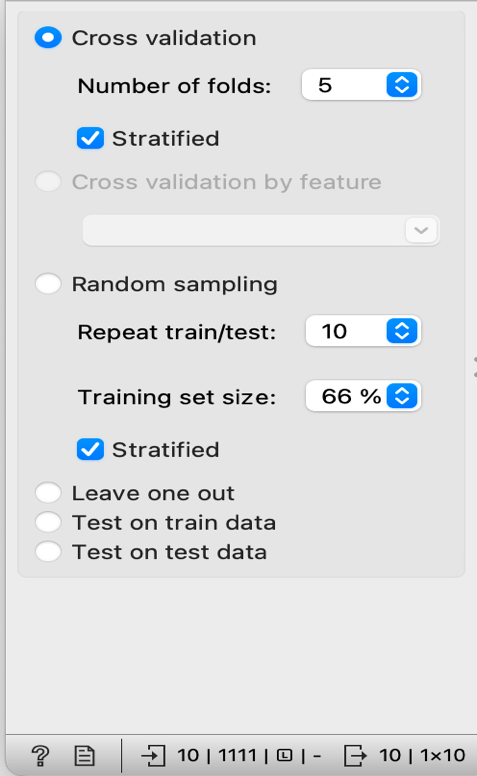 Cross validation
Number of folds: 5
Stratified
Cross validation by feature
Random sampling
Repeat train/test: 10
Training set size: 66 %
Stratified
Leave one out
Test on train data
Test on test data
? 10 | 1111 | L | - 10 | 1×10